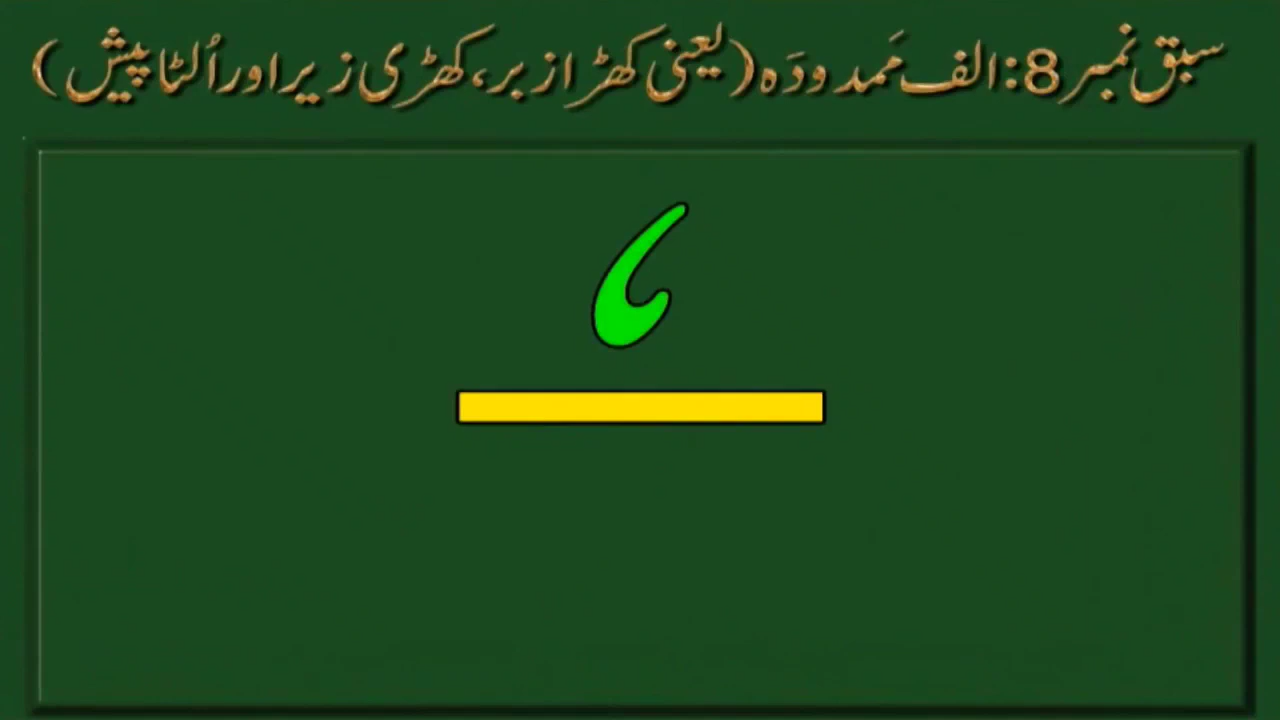 سبق نمبر 8: الف مَمدودَہ (یعنی کھڑا زبر، کھڑی زیر اور اُلٹا پیش)